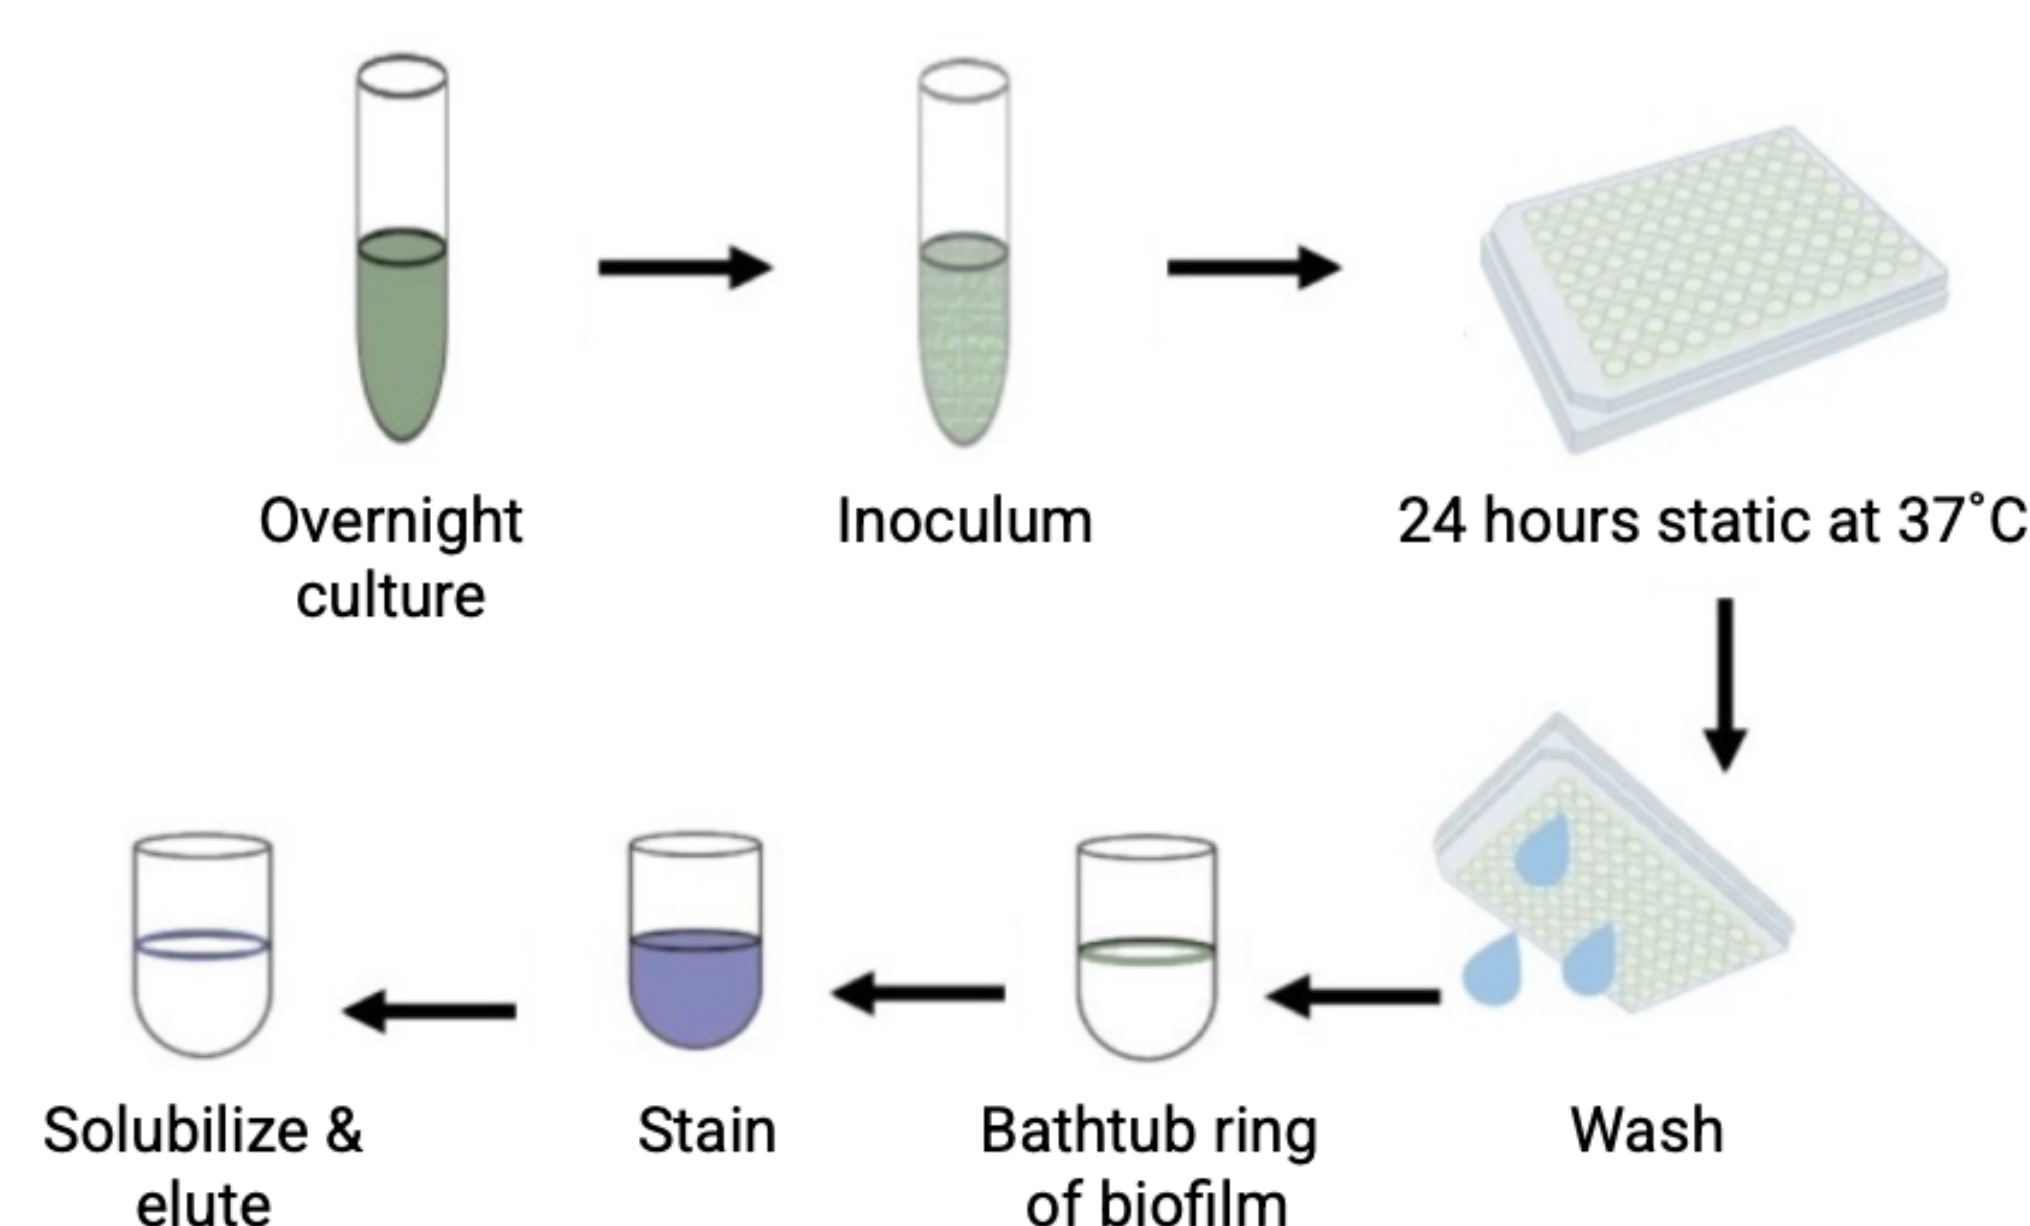 Overnight
culture
Inoculum
24 hours static at 37°C
Wash
Bathtub ring
of biofilm
Stain
Solubilize &
elute